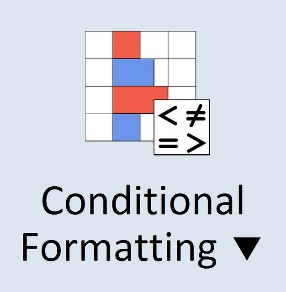 < ≠
= >
Conditional
Formatting ▼